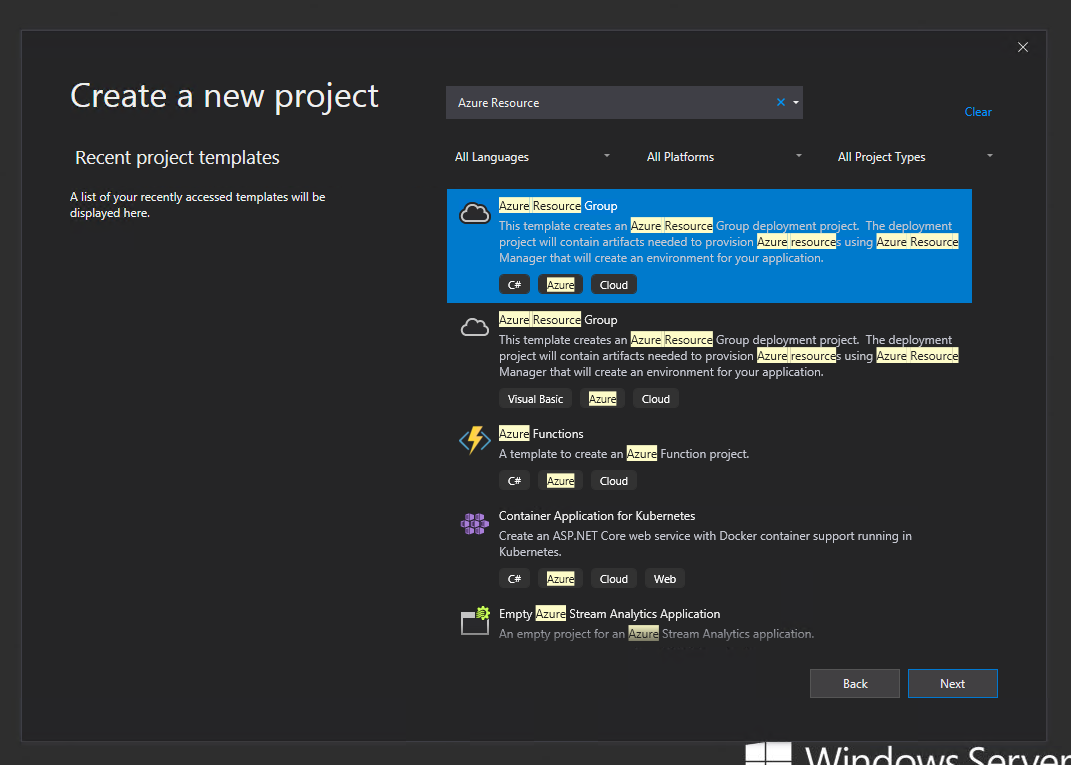 Create a new project
Azure Resource
Clear
Recent project templates
A list of your recently accessed templates will be
displayed here.
All Languages
All Platforms
All Project Types
Azure Resource Group
This template creates an Azure Resource Group deployment project. The deployment
project will contain artifacts needed to provision Azure resources using Azure Resource
Manager that will create an environment for your application.
C# Azure Cloud
Azure Resource Group
This template creates an Azure Resource Group deployment project. The deployment
project will contain artifacts needed to provision Azure resources using Azure Resource
Manager that will create an environment for your application.
Visual Basic Azure Cloud
Azure Functions
A template to create an Azure Function project.
C# Azure Cloud
Container Application for Kubernetes
Create an ASP.NET Core web service with Docker container support running in
Kubernetes.
C# Azure Cloud Web
Empty Azure Stream Analytics Application
An empty project for an Azure Stream Analytics application.
Back
Next
Windows Server